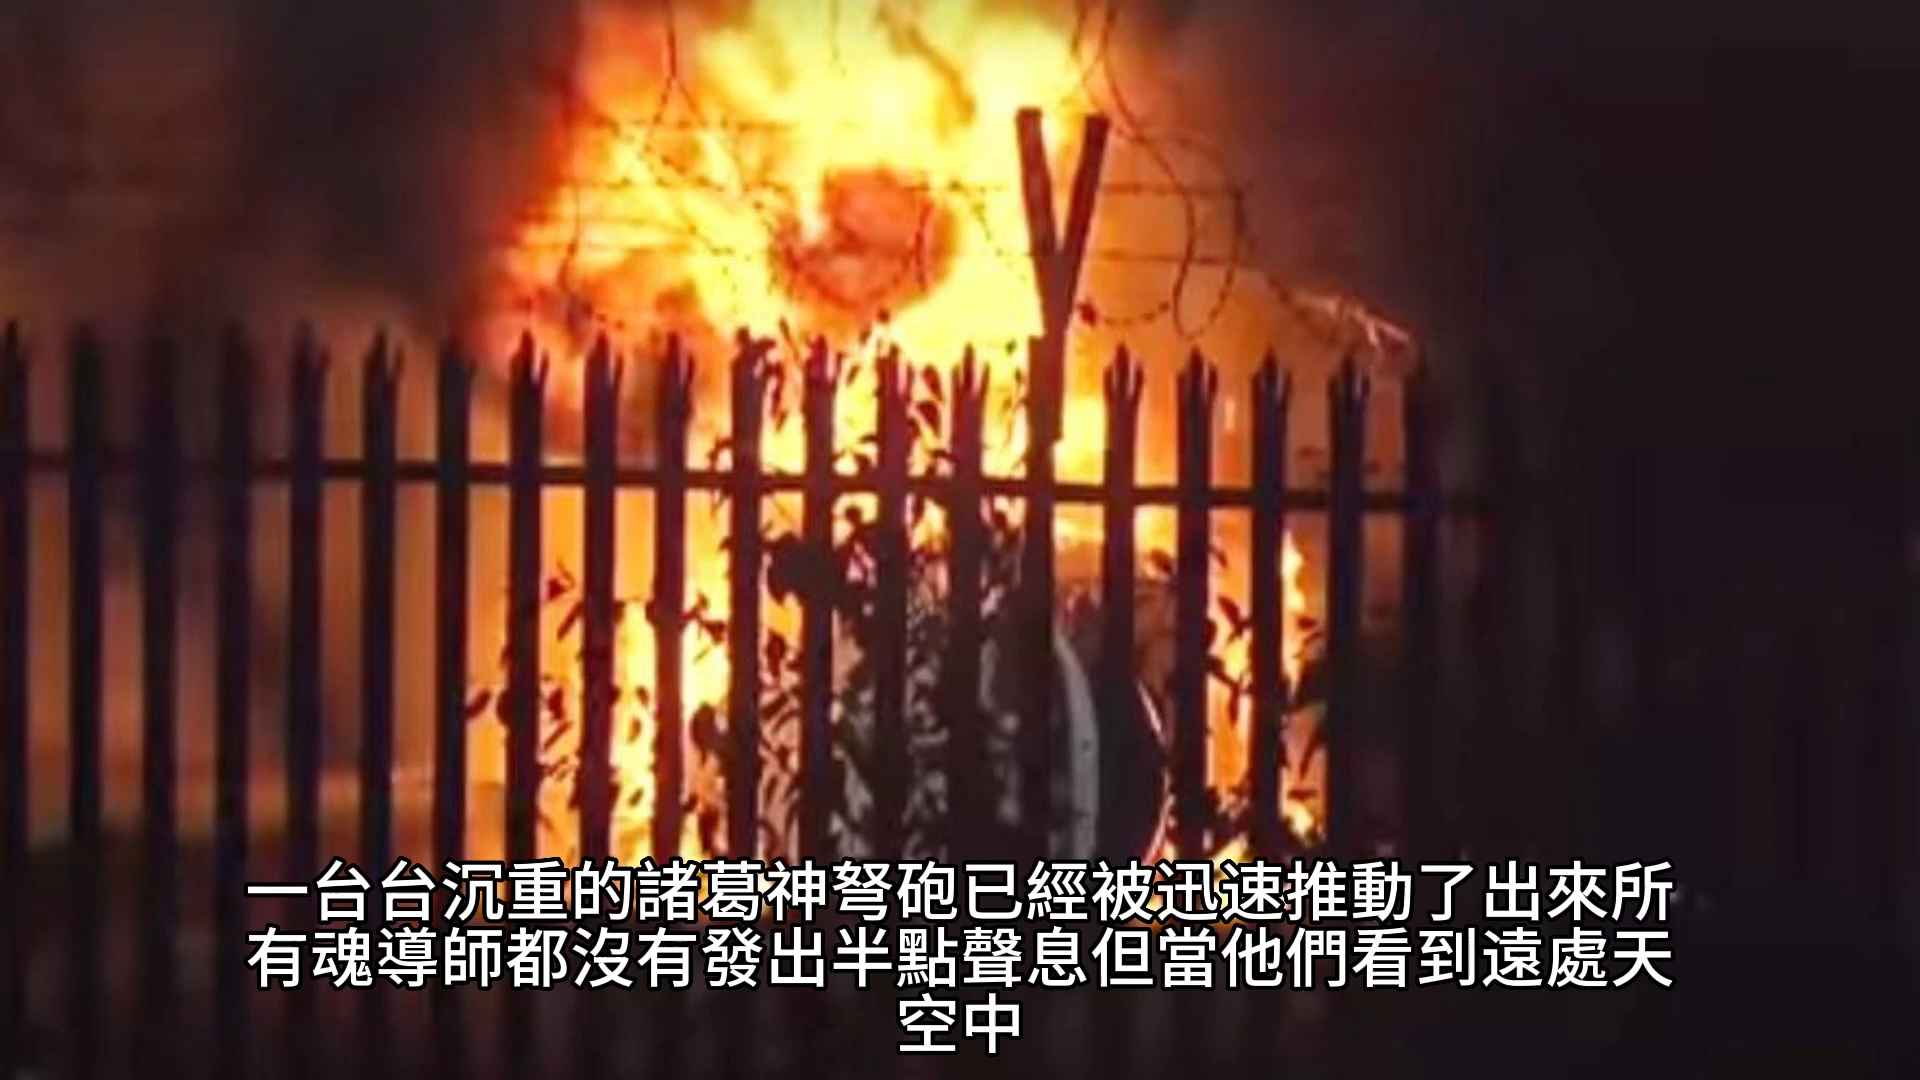 一台台沉重的諸葛神弩砲已經被迅速推動了出來所
有魂導師都沒有發出半點聲息但當他們看到遠處天
空中